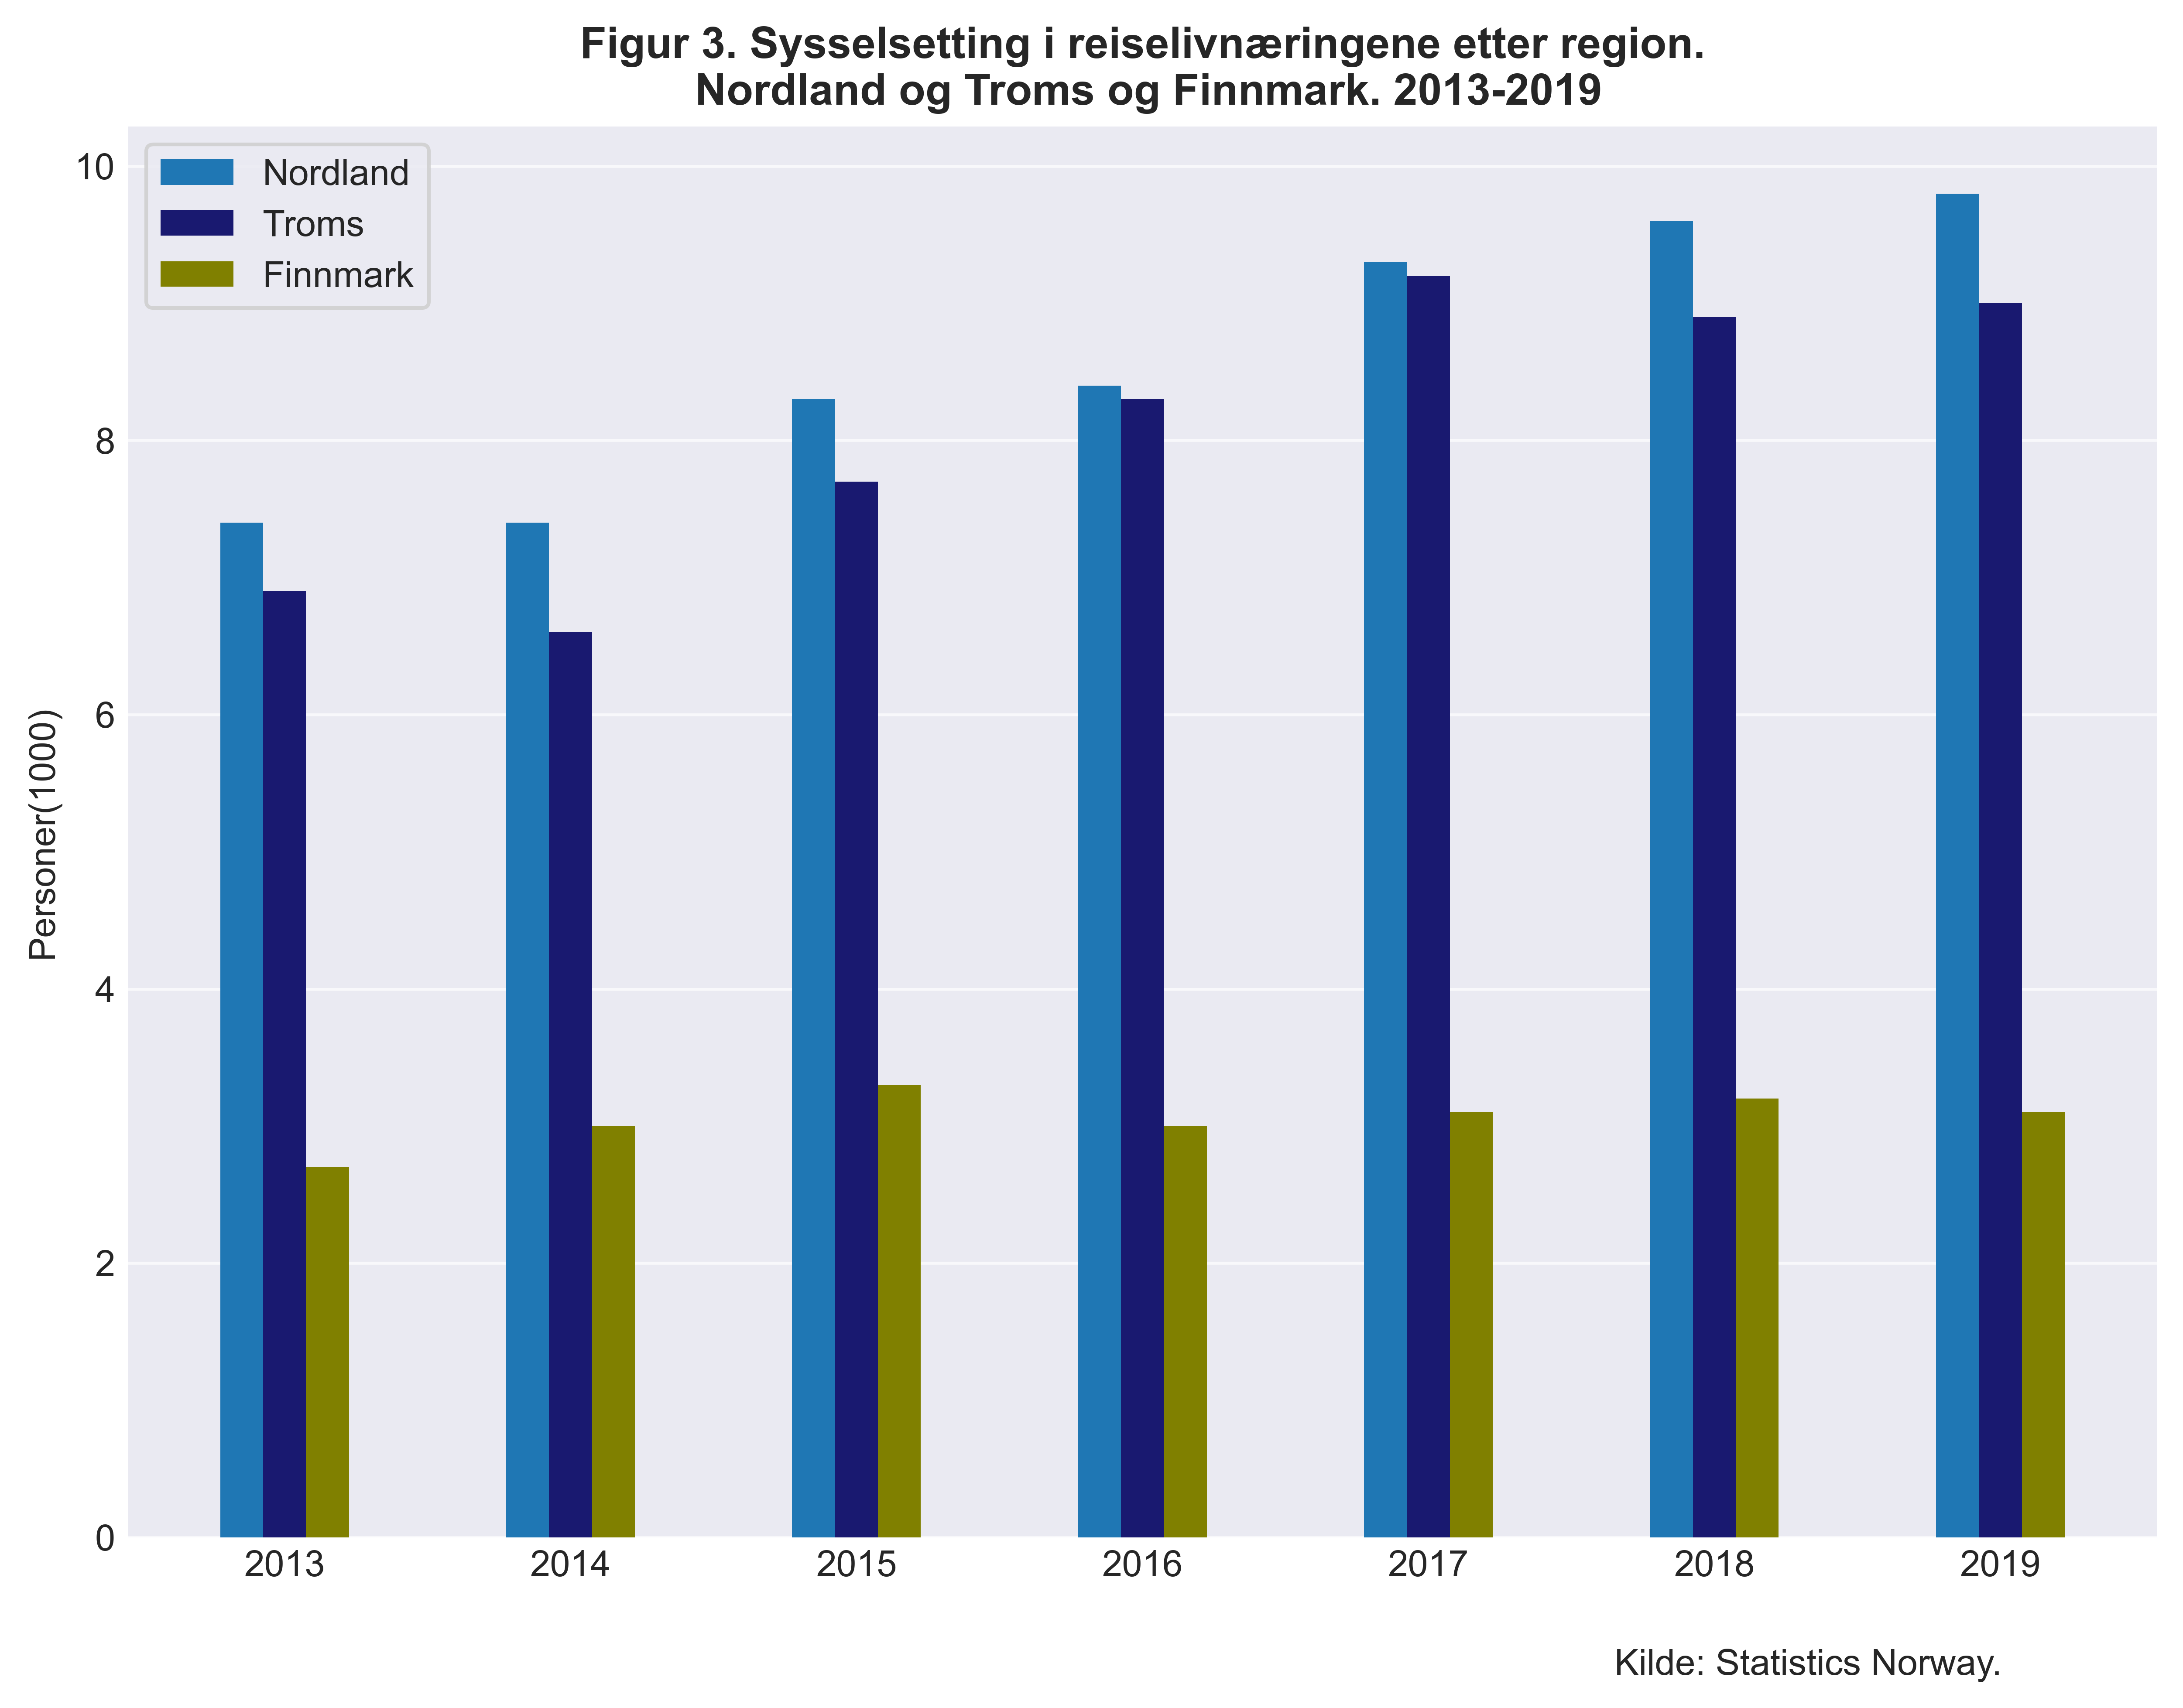 Figur 3. Sysselsetting i reiselivnæringene etter region.
Nordland og Troms og Finnmark. 2013-2019
Nordland
Troms
Finnmark
Personer(1000)
10
8
6
4
2
0
2013 2014 2015 2016 2017 2018 2019
Kilde: Statistics Norway.